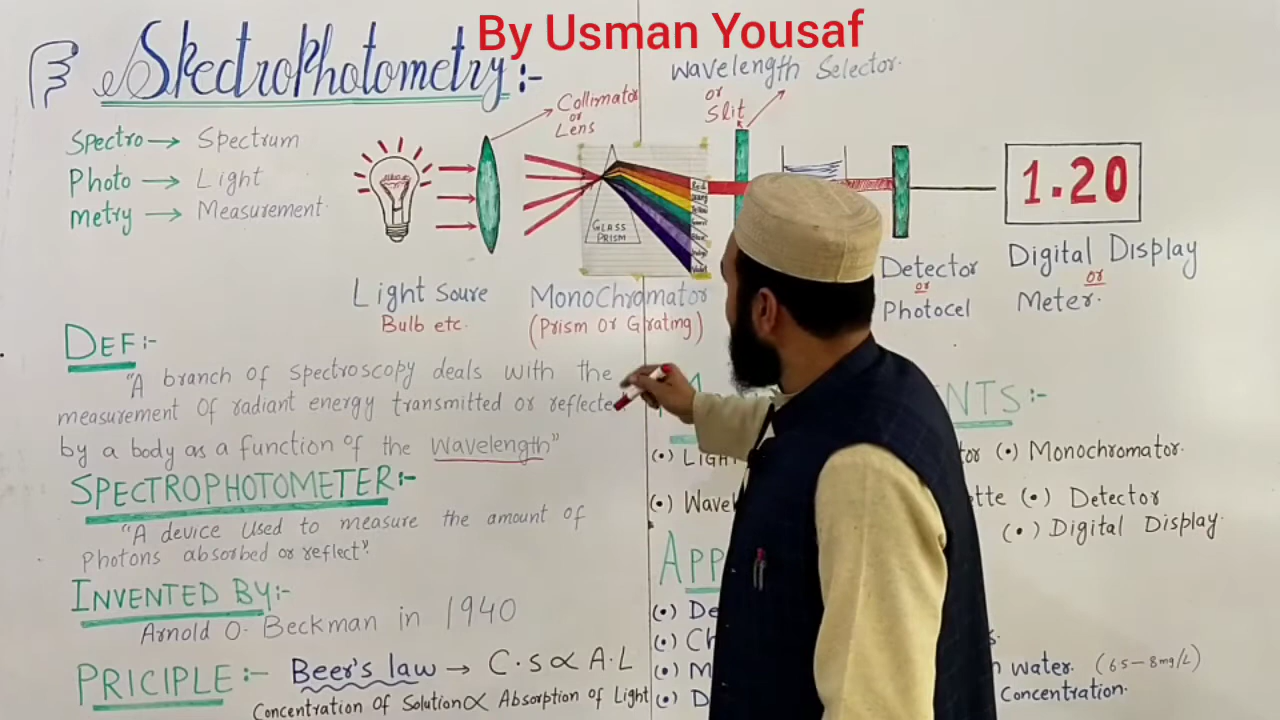 By Usman Yousaf
Skectrophotometry:-
Spectro → Spectrum
Photo → Light
metry → Measurement
Collimator
or
Lens
Wavelength Selector
or
Slit
GLASS
PRISM
Red
1.20
Light Soure
Bulb etc.
MonoChromator
(Prism Or Grating)
Detector
or
Photocel
Digital Display
or
Meter.
DEF:-
"A branch of spectroscopy deals with the
measurement of radiant energy transmitted or reflecte
by a body as a function of the wavelength"
SPECTROPHOTOMETER:-
"A device Used to measure the amount of
Photons absorbed or reflect".
INVENTED BY:-
Arnold O. Beckman in 1940
PRICIPLE:- Beer's law → C.S ∝ A.L
Concentration Of Solution ∝ Absorption of Light
NTS:-
(•) LIGHT tor (•) Monochromator.
(•) Wavel tte (•) Detector
(•) Digital Display.
APP
(•) De
(•) Ch s.
(•) M water. (6.5-8mg/L)
(•) D Concentration.